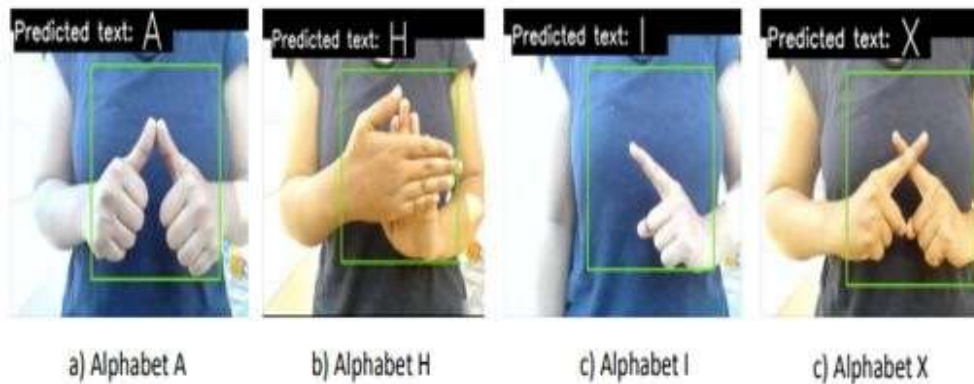 Predicted text: A
Predicted text: H
Predicted text: I
Predicted text: X
a) Alphabet A
b) Alphabet H
c) Alphabet I
c) Alphabet X